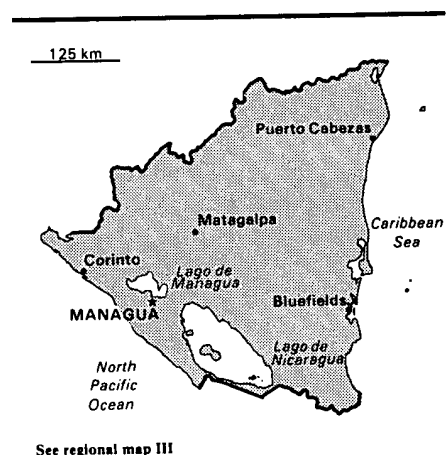 125 km
Puerto Cabezas
Matagalpa
Caribbean
Sea
Corinto
Lago de
Managua
MANAGUA
Bluefields
Lago de
Nicaragua
North
Pacific
Ocean
See regional map III